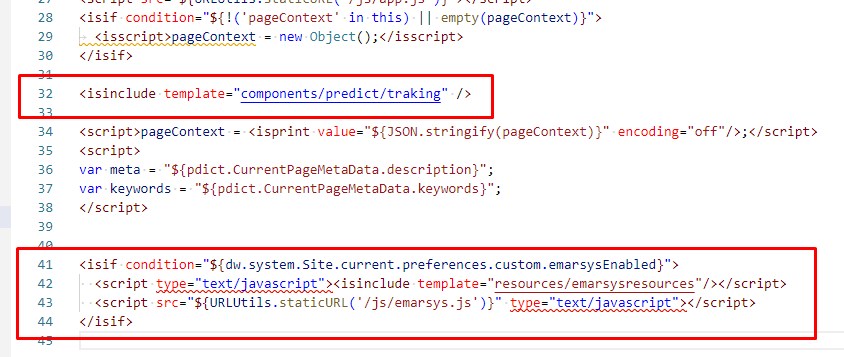 27 <script src="${URLUtils.staticURL('/js/app.js')}"></script>
28 <isif condition="${!('pageContext' in this) || empty(pageContext)}">
29 <isscript>pageContext = new Object();</isscript>
30 </isif>
31
32 <isinclude template="components/predict/traking" />
33
34 <script>pageContext = <isprint value="${JSON.stringify(pageContext)}" encoding="off"/>;</script>
35 <script>
36 var meta = "${pdict.CurrentPageMetaData.description}";
37 var keywords = "${pdict.CurrentPageMetaData.keywords}";
38 </script>
39
40
41 <isif condition="${dw.system.Site.current.preferences.custom.emarsysEnabled}">
42 <script type="text/javascript"><isinclude template="resources/emarsysresources"/></script>
43 <script src="${URLUtils.staticURL('/js/emarsys.js')}" type="text/javascript"></script>
44 </isif>
45